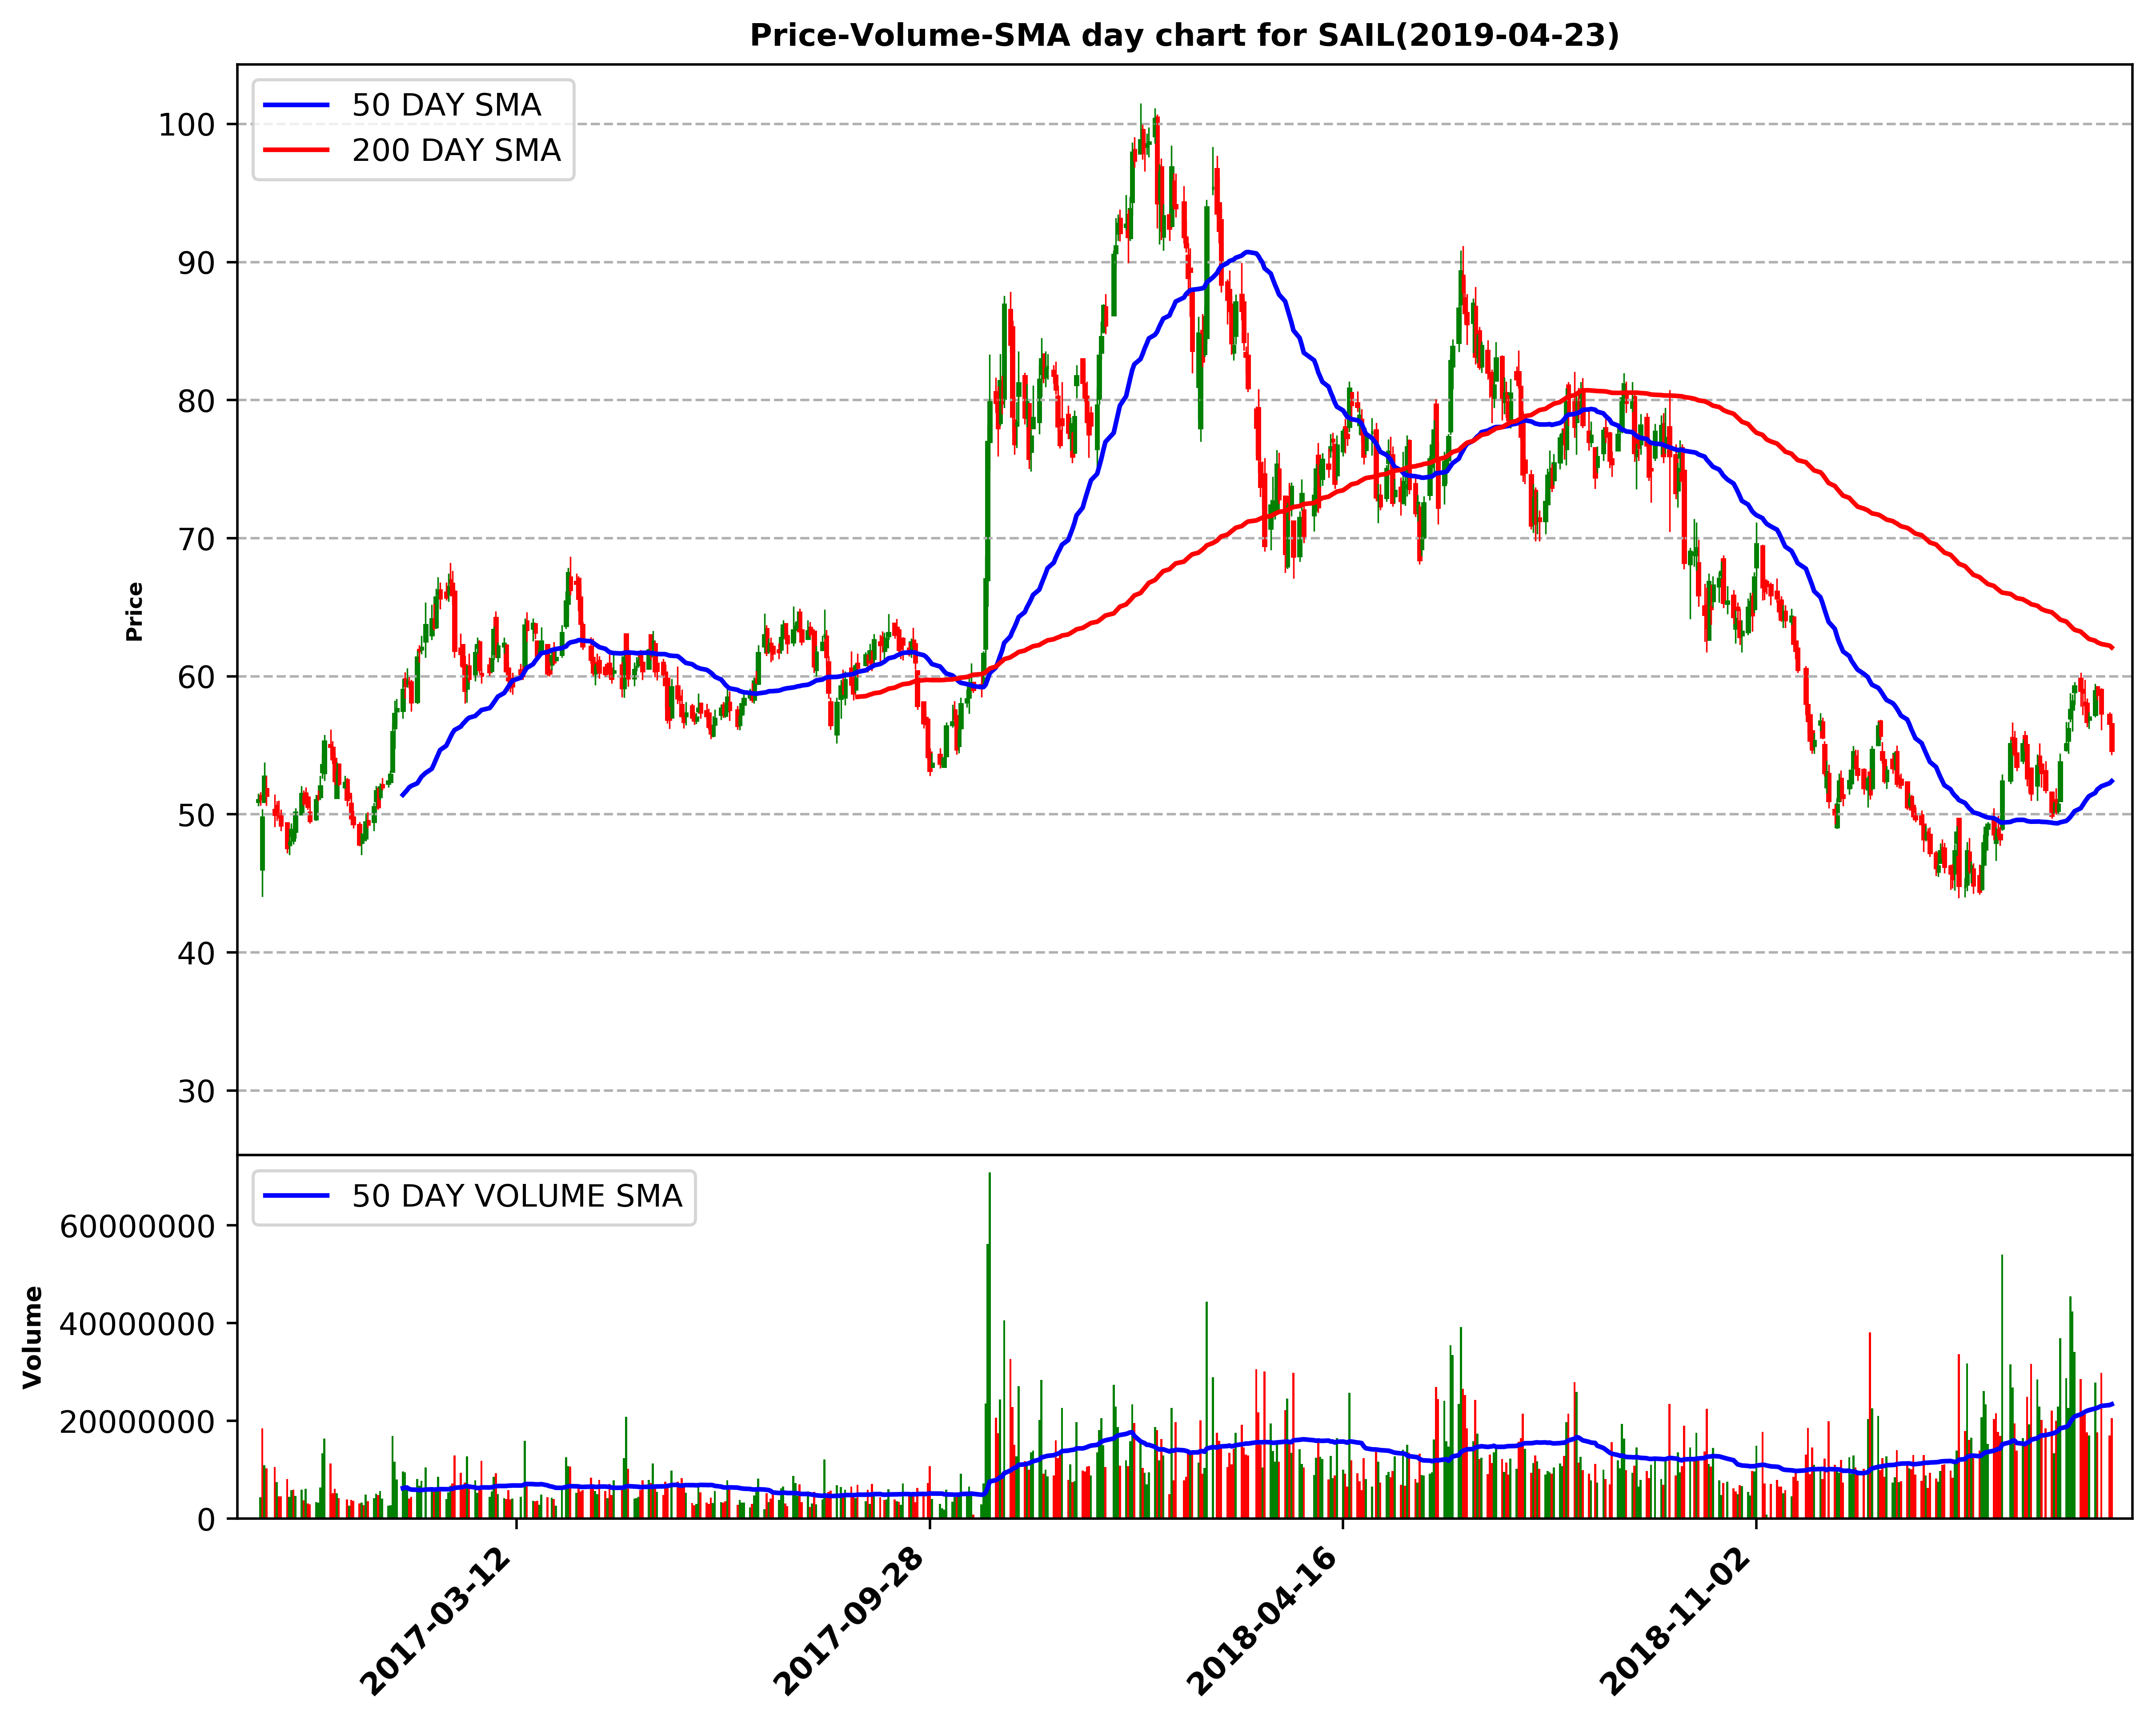 Price-Volume-SMA day chart for SAIL(2019-04-23)
50 DAY SMA
200 DAY SMA
100
90
80
70
60
50
40
30
Price
50 DAY VOLUME SMA
60000000
40000000
20000000
0
Volume
2017-03-12
2017-09-28
2018-04-16
2018-11-02